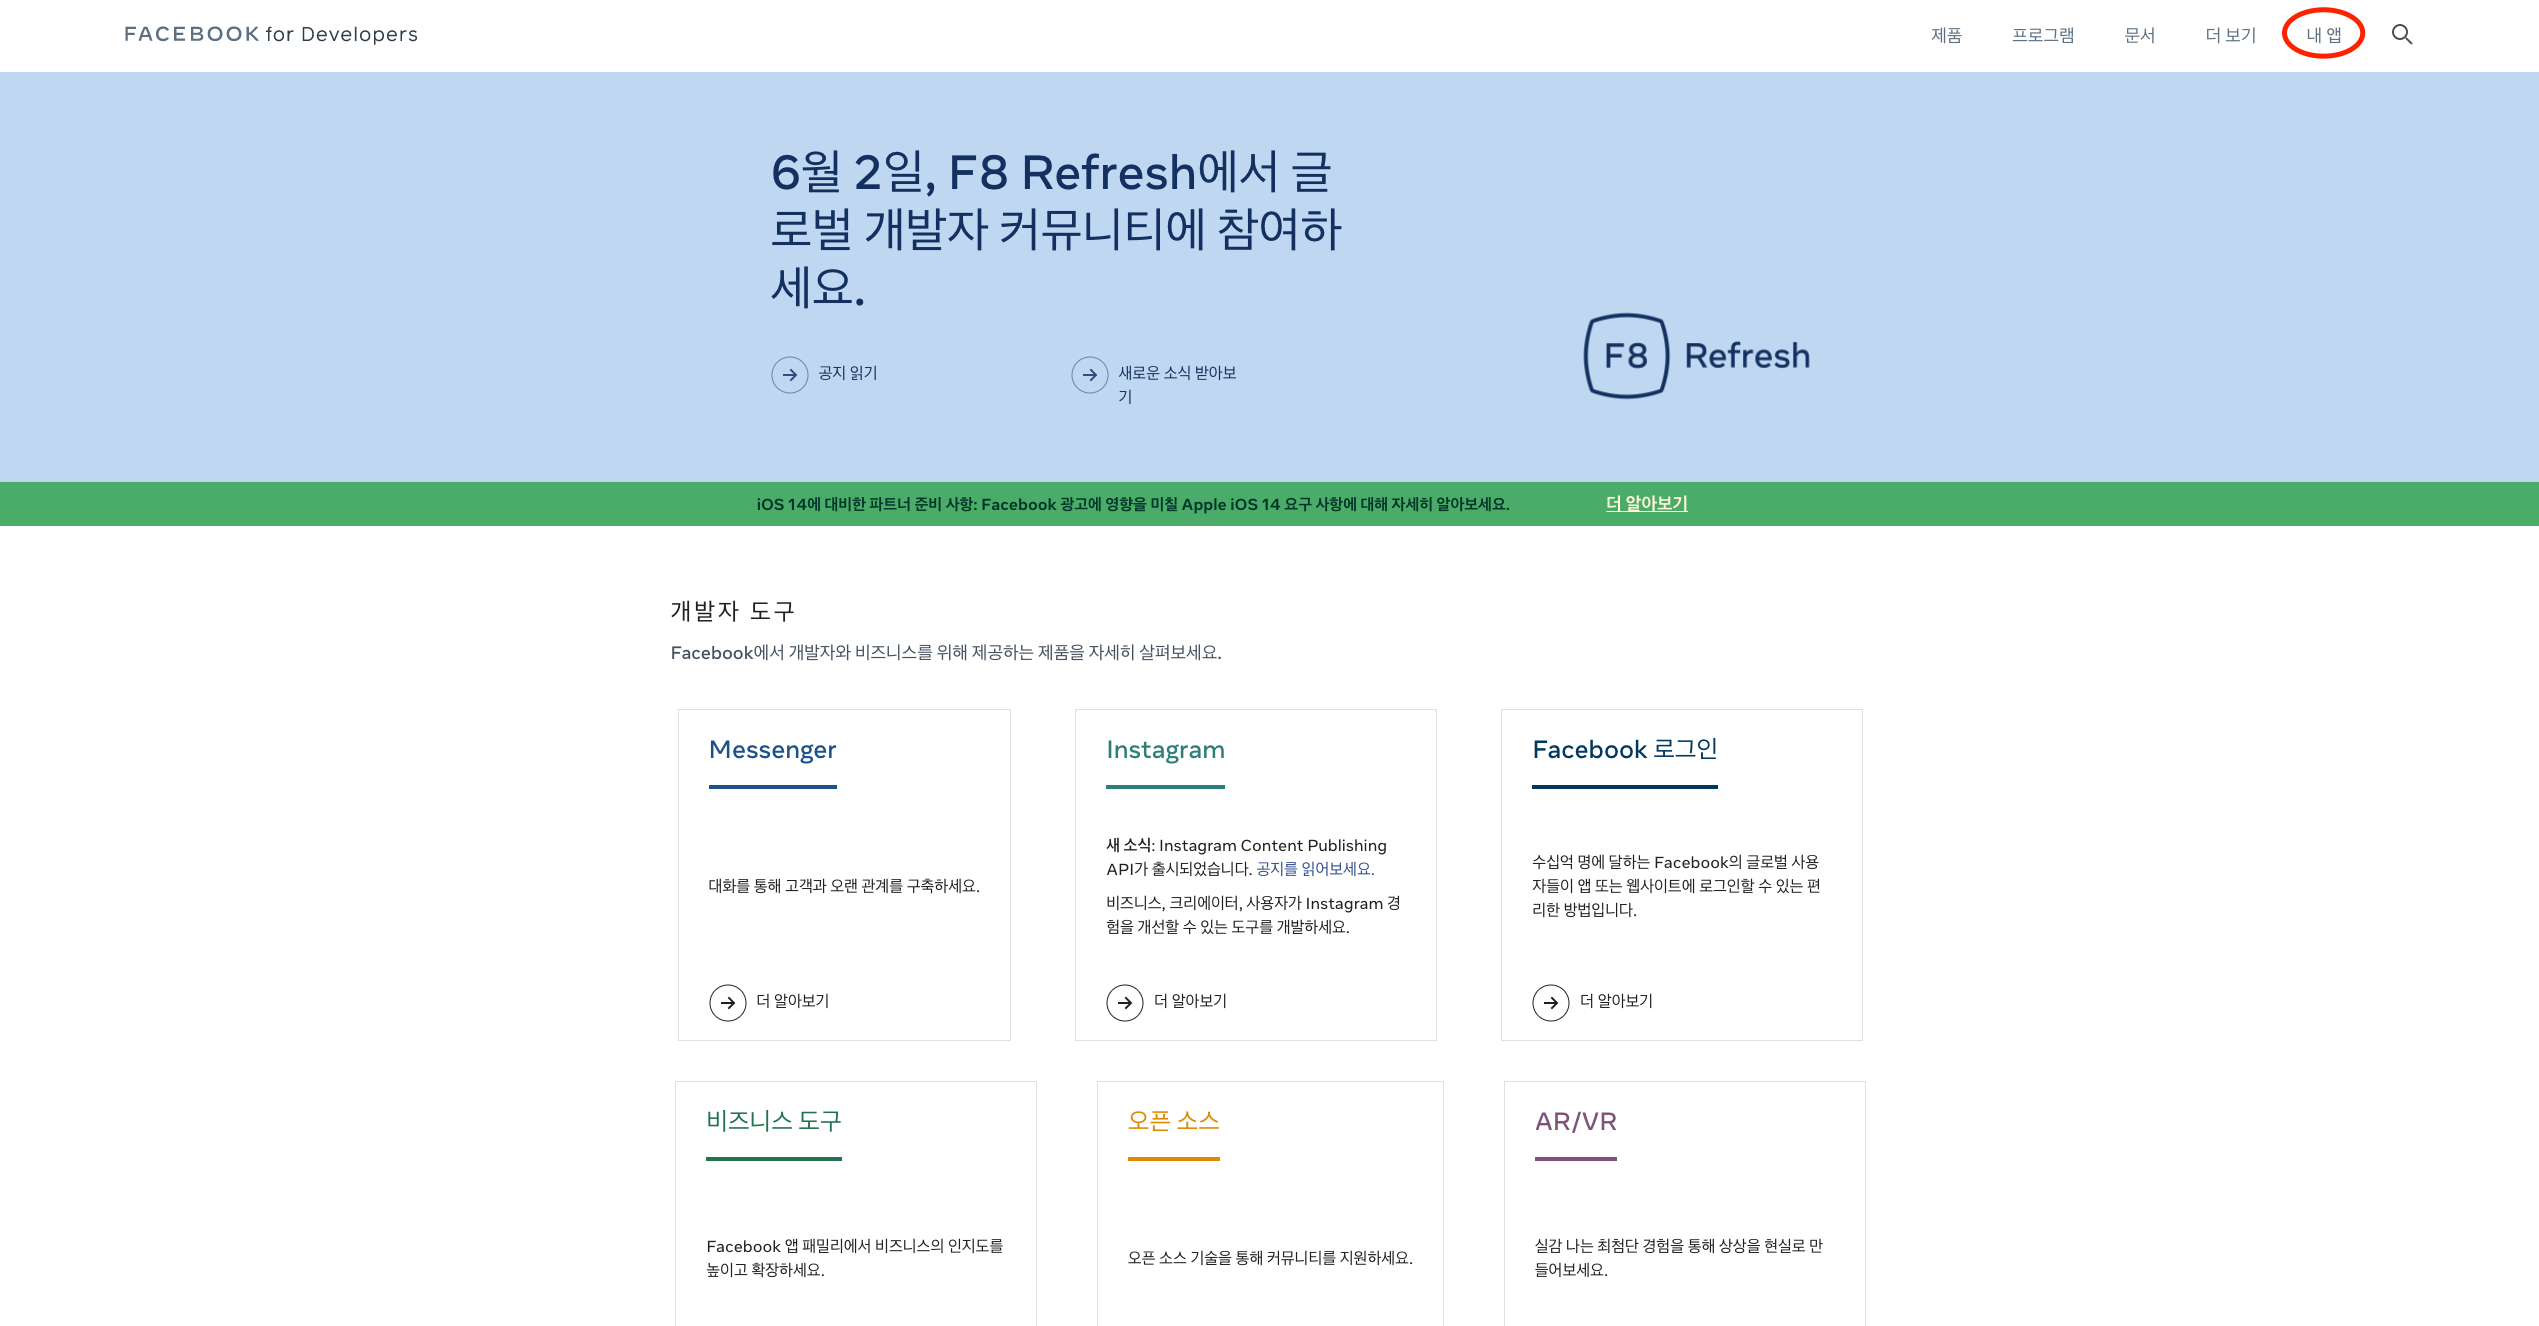 FACEBOOK for Developers
제품 프로그램 문서 더 보기 내 앱
6월 2일, F8 Refresh에서 글
로벌 개발자 커뮤니티에 참여하
세요.
공지 읽기
새로운 소식 받아보
기
F8 Refresh
iOS 14에 대비한 파트너 준비 사항: Facebook 광고에 영향을 미칠 Apple iOS 14 요구 사항에 대해 자세히 알아보세요. 더 알아보기
개발자 도구
Facebook에서 개발자와 비즈니스를 위해 제공하는 제품을 자세히 살펴보세요.
Messenger
대화를 통해 고객과 오랜 관계를 구축하세요.
더 알아보기
Instagram
새 소식: Instagram Content Publishing
API가 출시되었습니다. 공지를 읽어보세요.
비즈니스, 크리에이터, 사용자가 Instagram 경
험을 개선할 수 있는 도구를 개발하세요.
더 알아보기
Facebook 로그인
수십억 명에 달하는 Facebook의 글로벌 사용
자들이 앱 또는 웹사이트에 로그인할 수 있는 편
리한 방법입니다.
더 알아보기
비즈니스 도구
Facebook 앱 패밀리에서 비즈니스의 인지도를
높이고 확장하세요.
오픈 소스
오픈 소스 기술을 통해 커뮤니티를 지원하세요.
AR/VR
실감 나는 최첨단 경험을 통해 상상을 현실로 만
들어보세요.